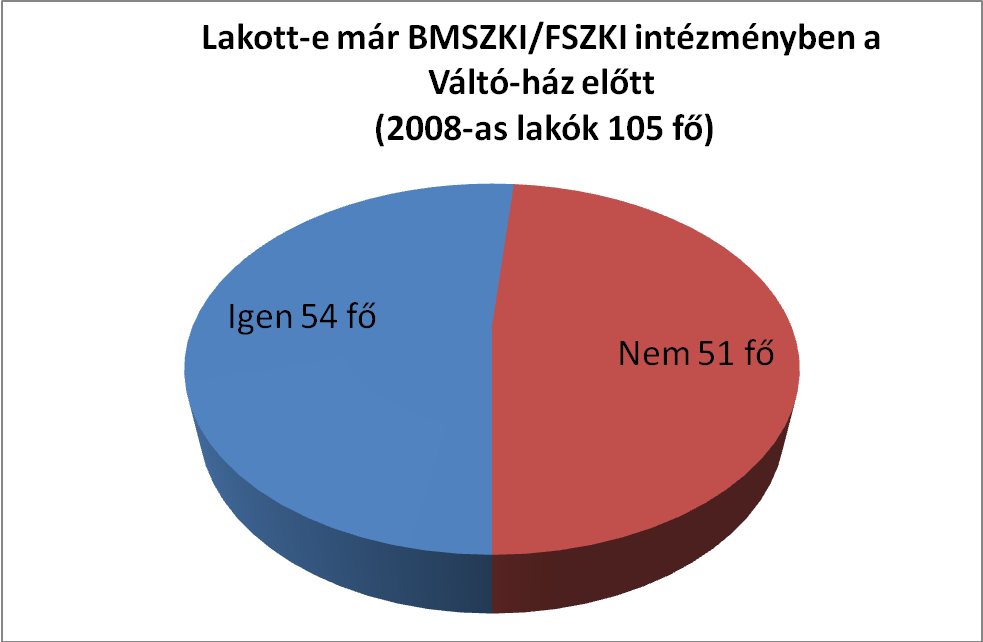 Lakott-e már BMSZKI/FSZKI intézményben a
Váltó-ház előtt
(2008-as lakók 105 fő)
Igen 54 fő
Nem 51 fő